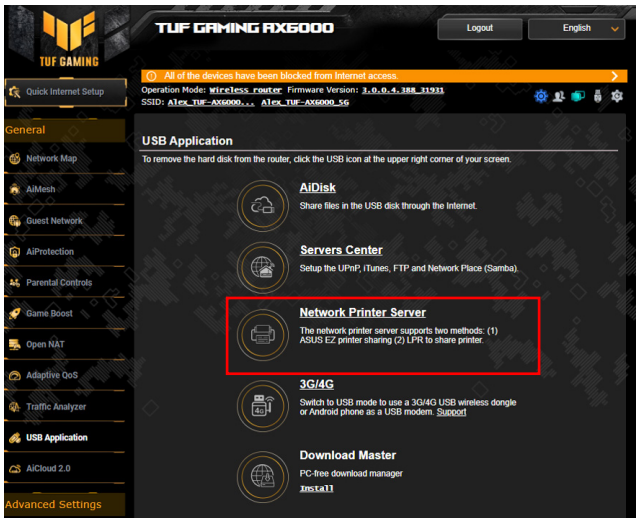 TUF GAMING AX6000
Logout
English
TUF GAMING
Quick Internet Setup
All of the devices have been blocked from Internet access.
Operation Mode: Wireless router Firmware Version: 3.0.0.4.388_31931
SSID: Alex_TUF-AX6000... Alex_TUF-AX6000_5G
General
Network Map
AiMesh
Guest Network
AiProtection
Parental Controls
Game Boost
Open NAT
Adaptive QoS
Traffic Analyzer
USB Application
AiCloud 2.0
Advanced Settings
USB Application
To remove the hard disk from the router, click the USB icon at the upper right corner of your screen.
AiDisk
Share files in the USB disk through the Internet.
Servers Center
Setup the UPnP, iTunes, FTP and Network Place (Samba).
Network Printer Server
The network printer server supports two methods: (1)
ASUS EZ printer sharing (2) LPR to share printer.
3G/4G
4G
Switch to USB mode to use a 3G/4G USB wireless dongle
or Android phone as a USB modem. Support
Download Master
PC-free download manager
Install